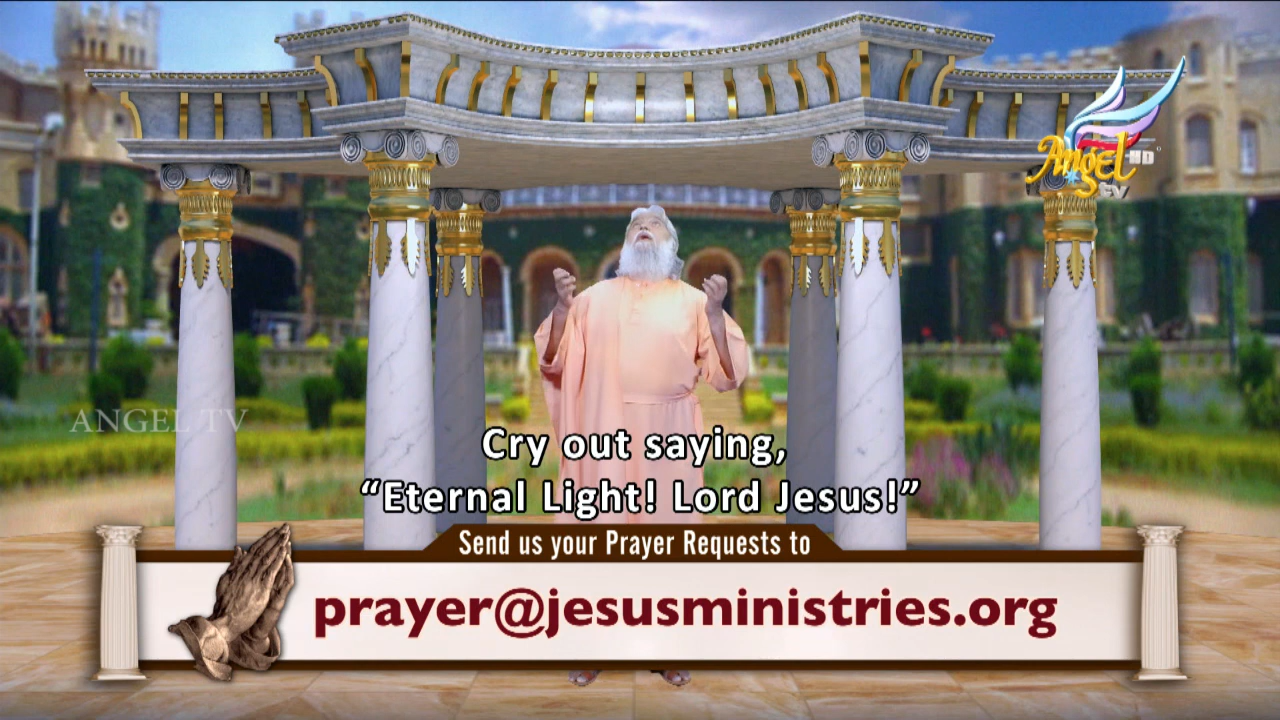 Angel HD
TV
ANGEL TV
Cry out saying,
“Eternal Light! Lord Jesus!”
Send us your Prayer Requests to
prayer@jesusministries.org